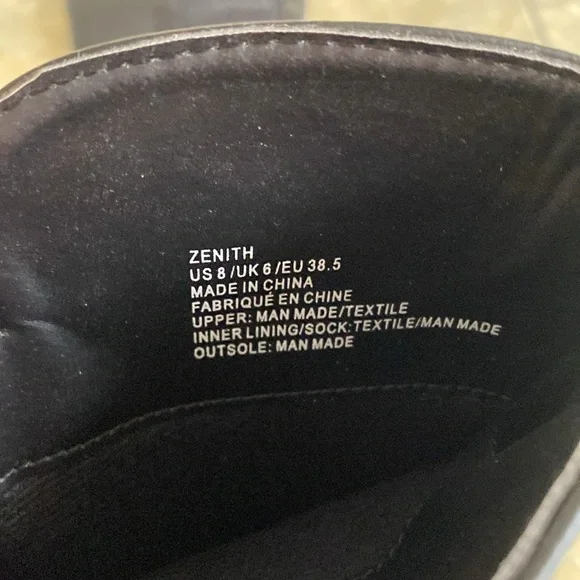 ZENITH
US 8 /UK 6 /EU 38.5
MADE IN CHINA
FABRIQUÉ EN CHINE
UPPER: MAN MADE/TEXTILE
INNER LINING/SOCK:TEXTILE/MAN MADE
OUTSOLE: MAN MADE